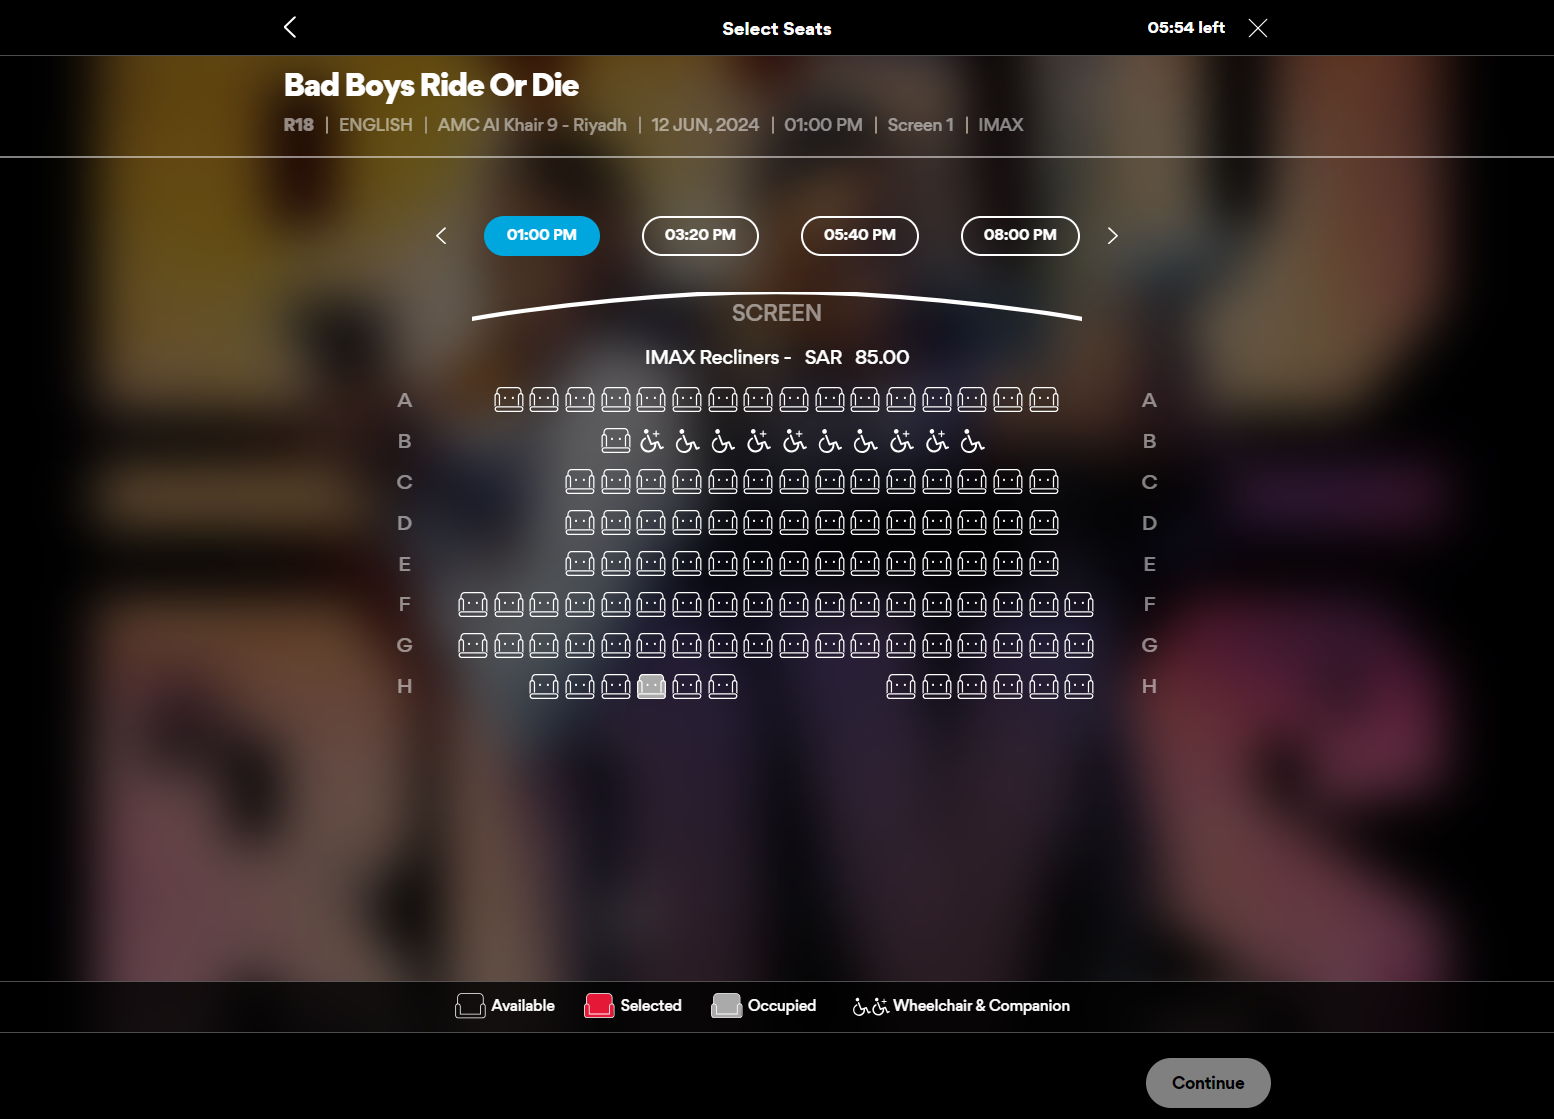 Select Seats
05:54 left
Bad Boys Ride Or Die
R18 | ENGLISH | AMC Al Khair 9 - Riyadh | 12 JUN, 2024 | 01:00 PM | Screen 1 | IMAX
01:00 PM 03:20 PM 05:40 PM 08:00 PM
SCREEN
IMAX Recliners - SAR 85.00
A A
B B
C C
D D
E E
F F
G G
H H
Available Selected Occupied Wheelchair & Companion
Continue